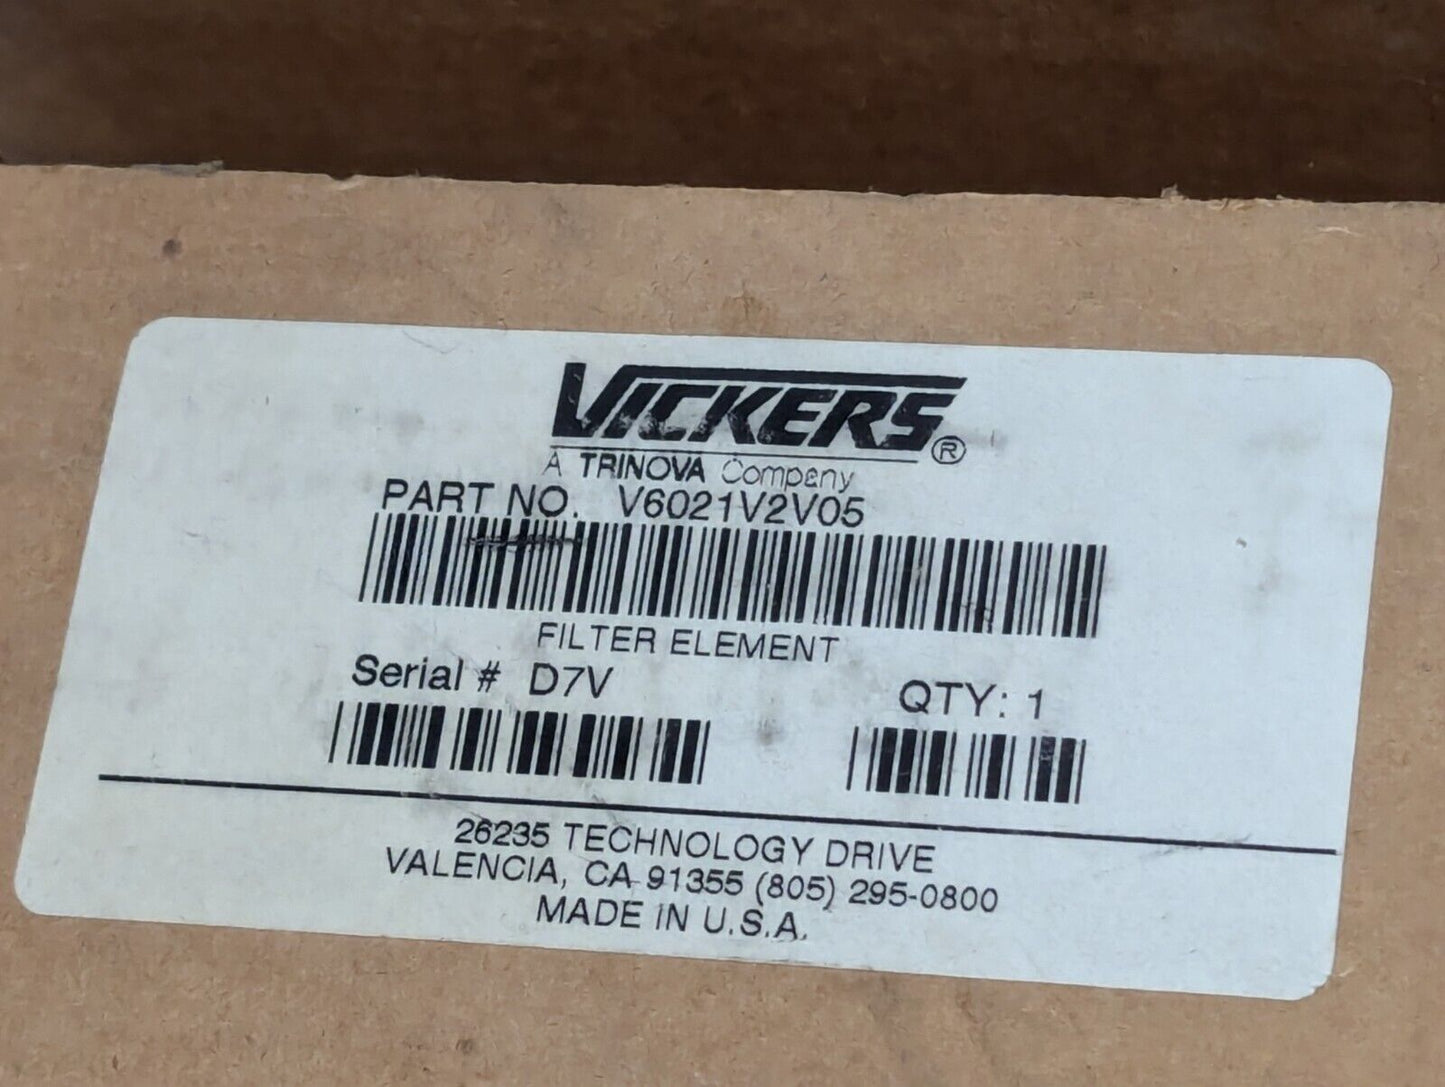 VICKERS®
A TRINOVA Company
PART NO. V6021V2V05
FILTER ELEMENT
Serial # D7V
QTY: 1
26235 TECHNOLOGY DRIVE
VALENCIA, CA 91355 (805) 295-0800
MADE IN U.S.A.